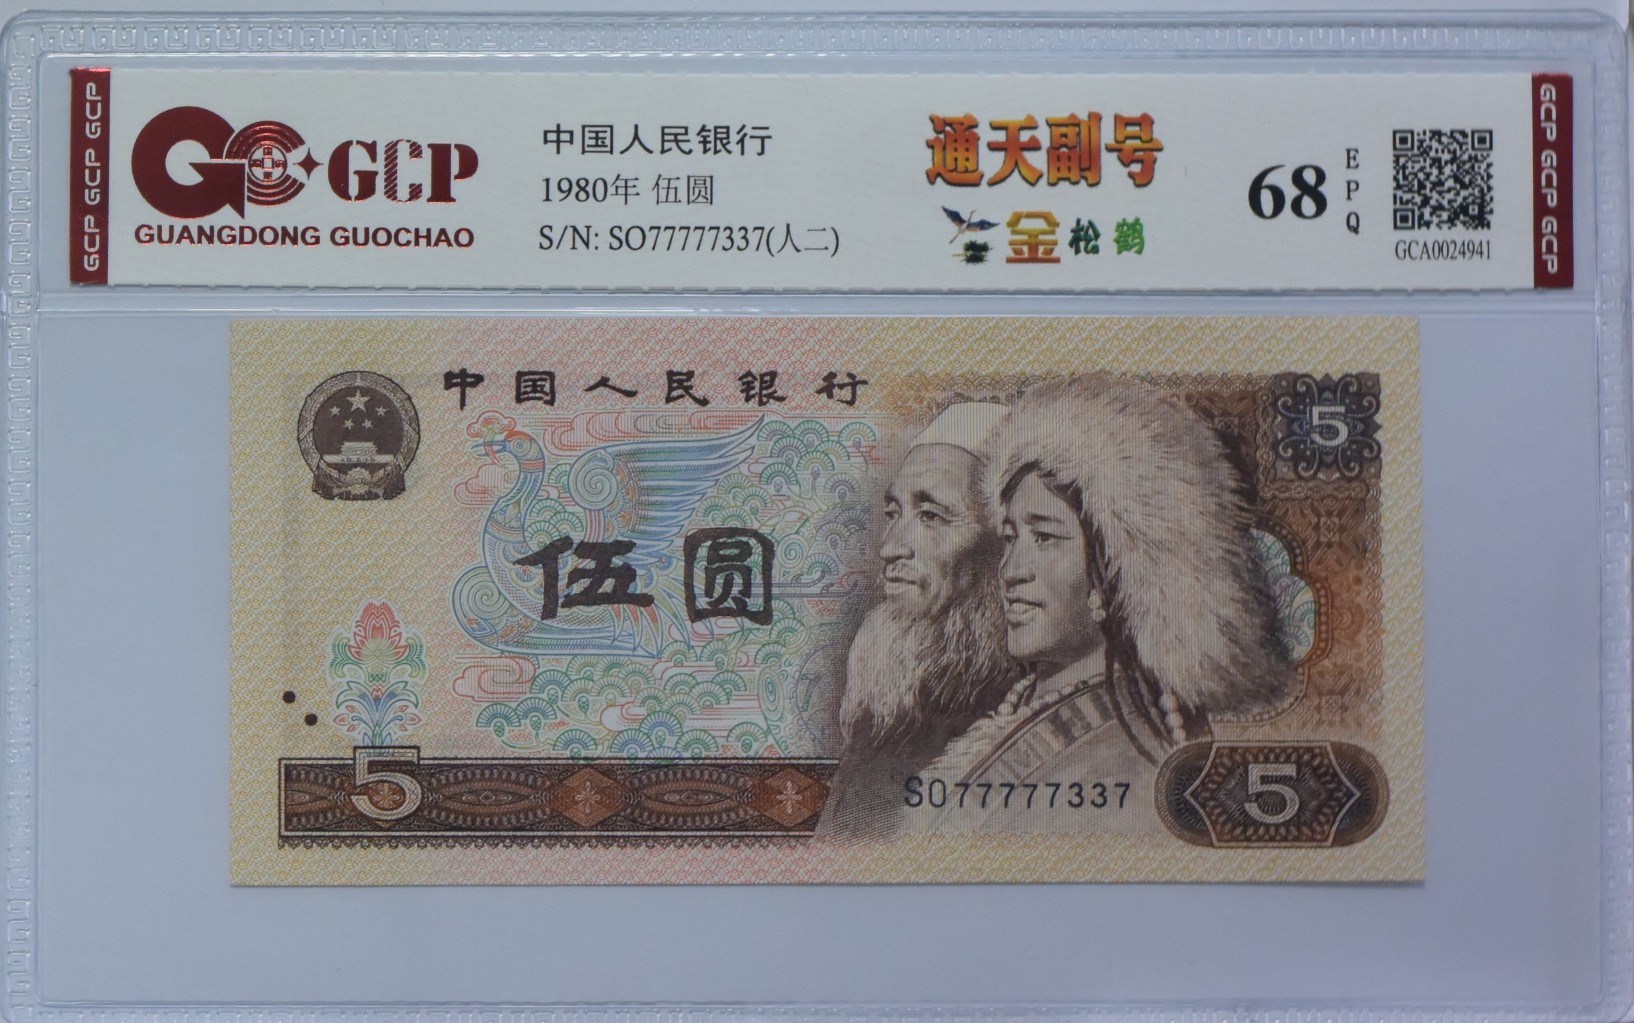 GCP GCP GCP
GCP
GUANGDONG GUOCHAO
中国人民银行
1980年 伍圆
S/N: SO77777337(人二)
通天副号
金松鹤
68
EPQ
GCA0024941
GCP GCP GCP
中国人民银行
5
伍圆
5
SO77777337
5